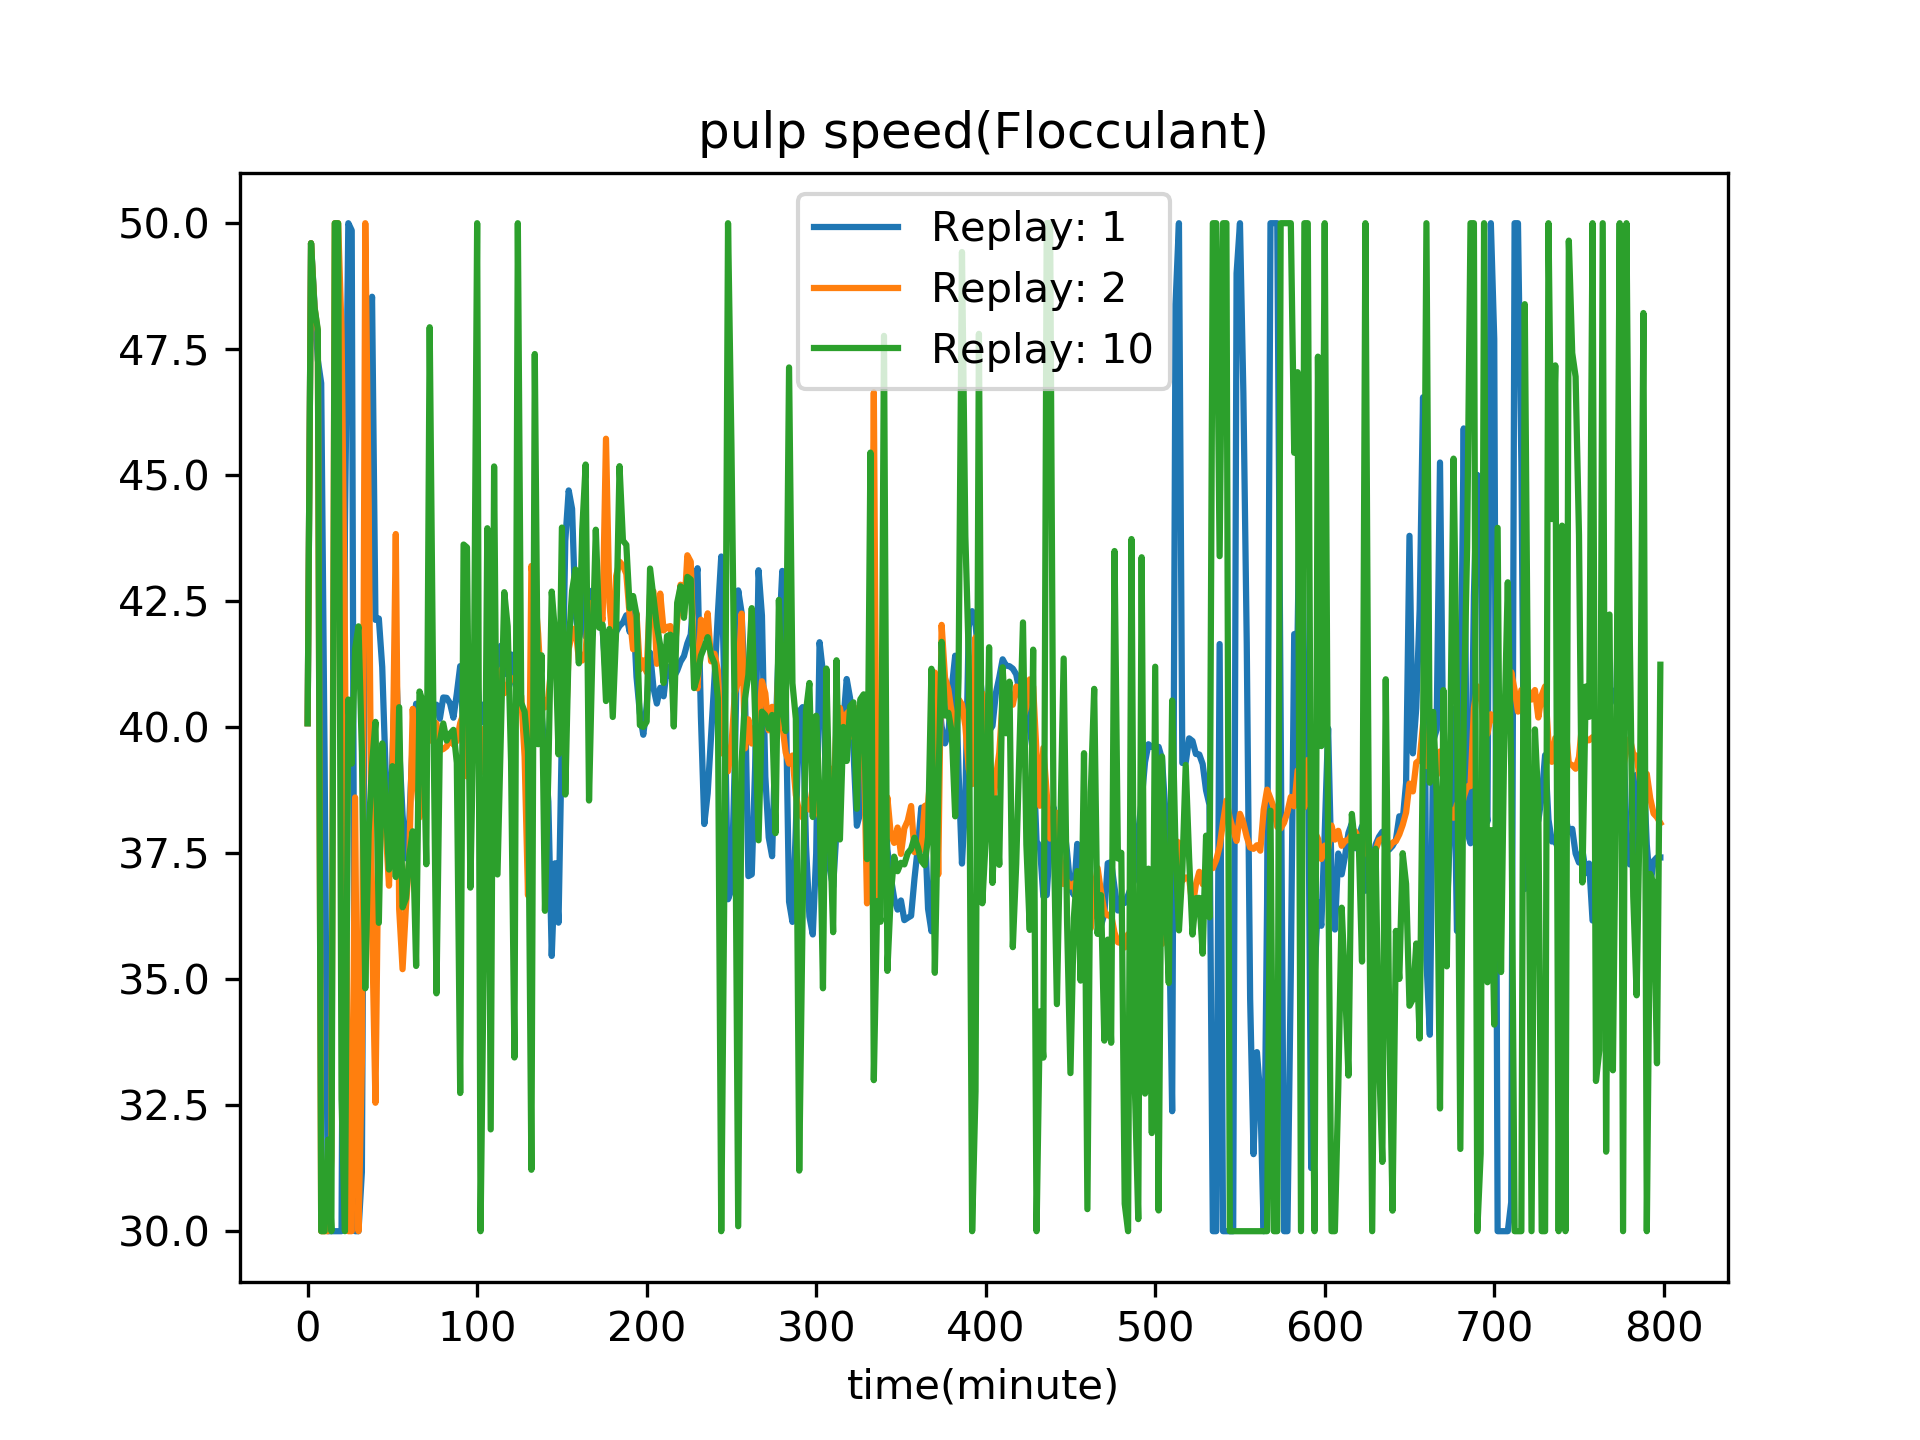 pulp speed(Flocculant)
Replay: 1
Replay: 2
Replay: 10
50.0
47.5
45.0
42.5
40.0
37.5
35.0
32.5
30.0
0 100 200 300 400 500 600 700 800
time(minute)